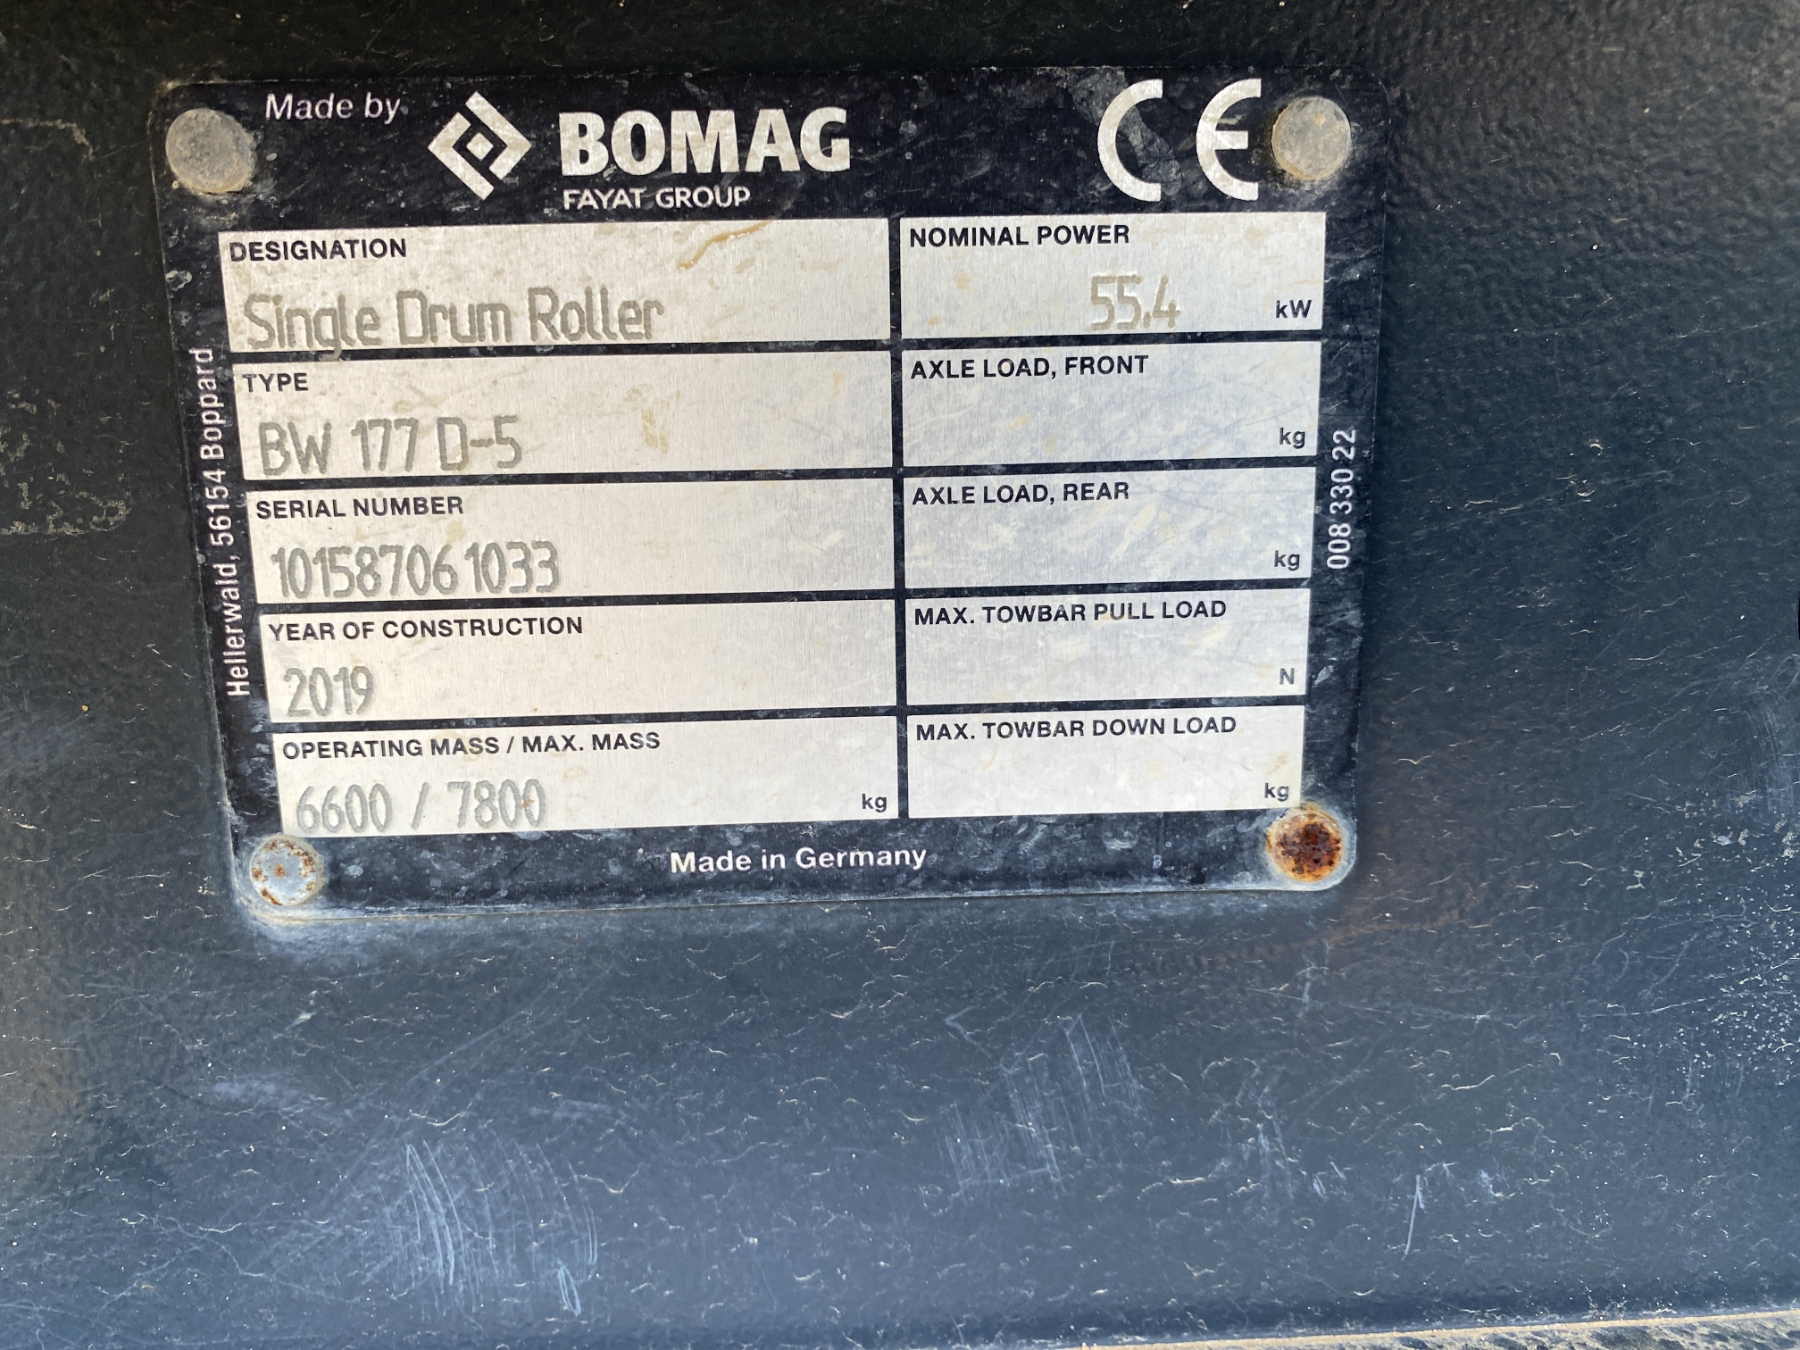 Made by
BOMAG
FAYAT GROUP
CE
DESIGNATION
Single Drum Roller
NOMINAL POWER
55.4 kW
TYPE
BW 177 D-5
AXLE LOAD, FRONT
kg
SERIAL NUMBER
101587061033
AXLE LOAD, REAR
kg
YEAR OF CONSTRUCTION
2019
MAX. TOWBAR PULL LOAD
N
OPERATING MASS / MAX. MASS
6600 / 7800 kg
MAX. TOWBAR DOWN LOAD
kg
Made in Germany
Hellerwald, 56154 Boppard
008 330 22